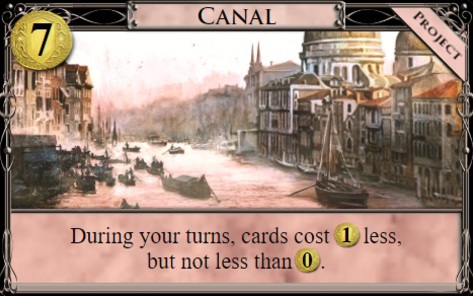 CANAL
7
PROJECT
During your turns, cards cost 1 less,
but not less than 0.